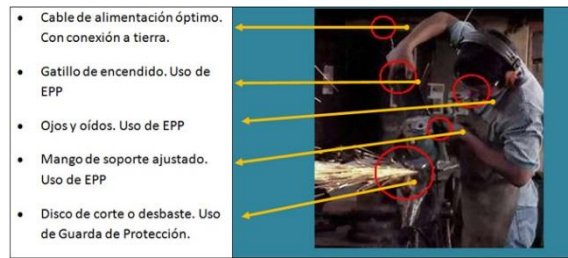 • Cable de alimentación óptimo.
Con conexión a tierra.
• Gatillo de encendido. Uso de
EPP
• Ojos y oídos. Uso de EPP
• Mango de soporte ajustado.
Uso de EPP
• Disco de corte o desbaste. Uso
de Guarda de Protección.